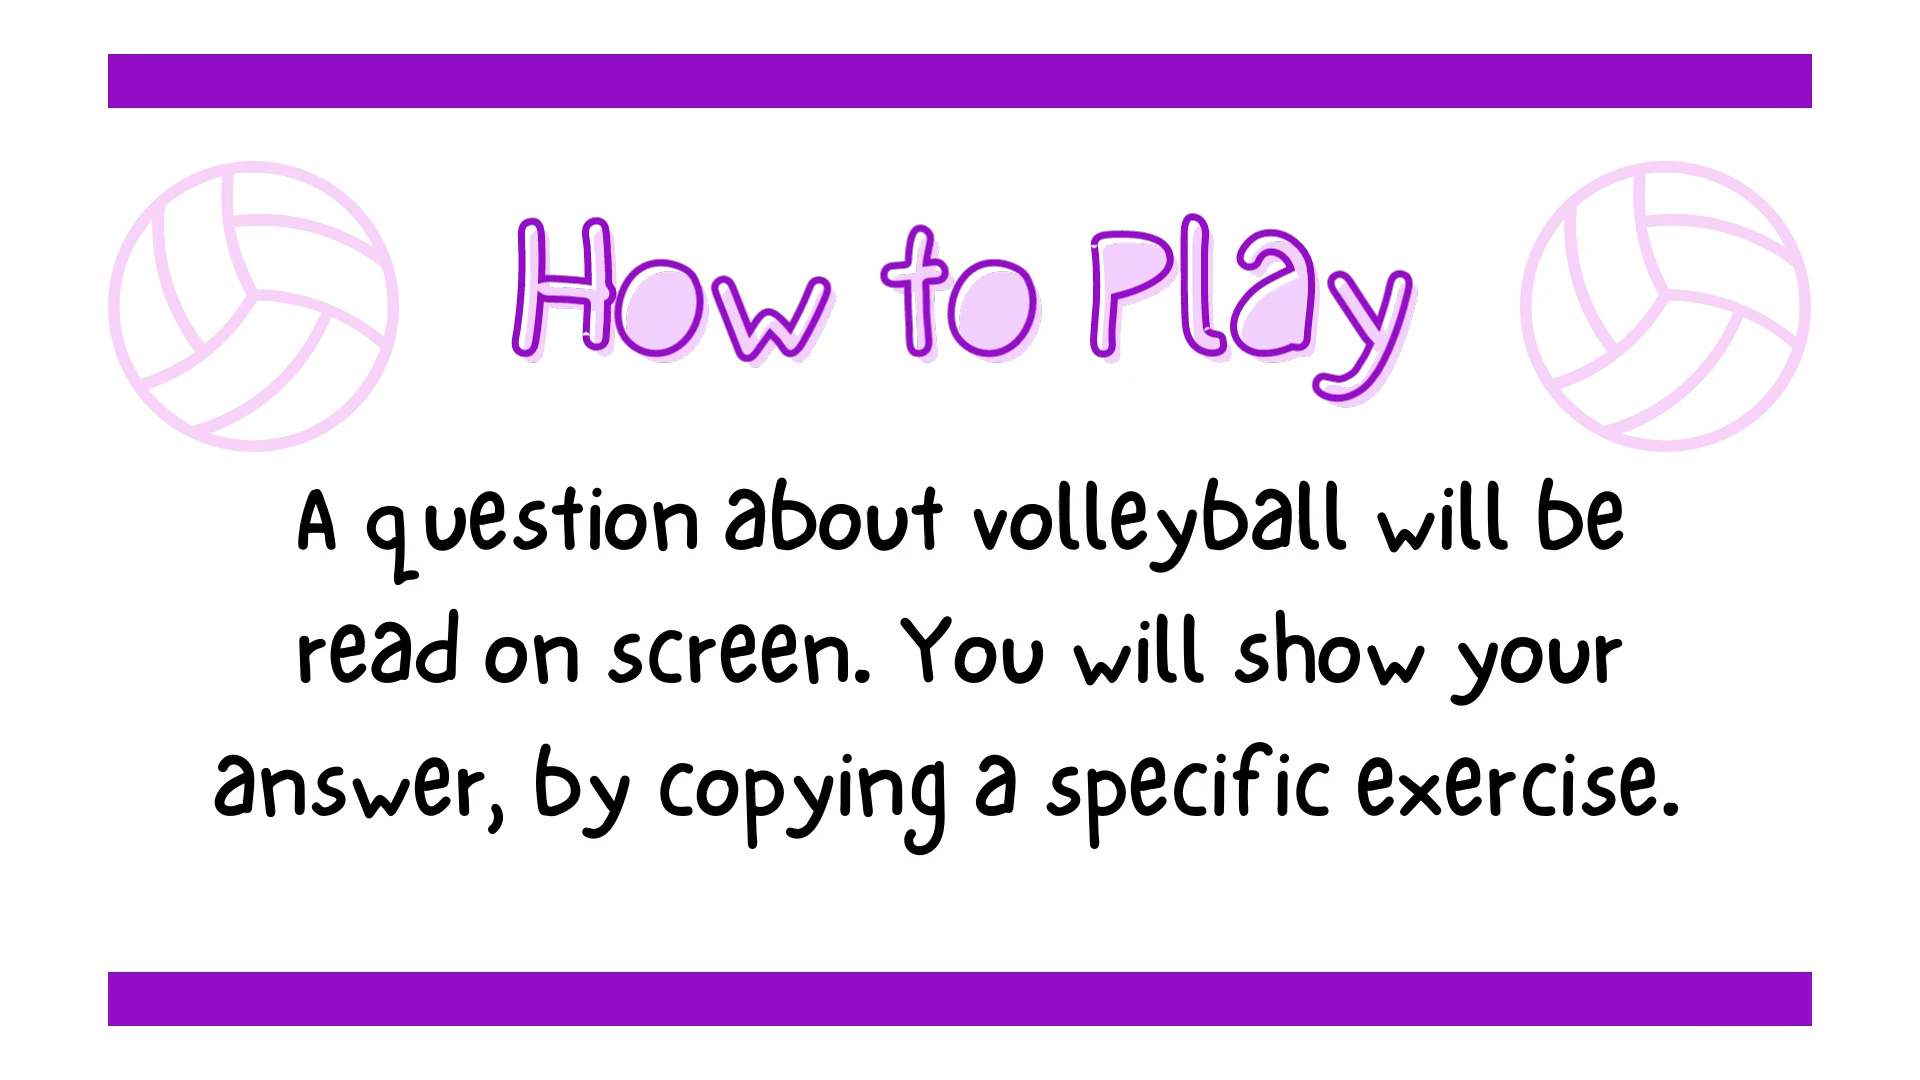 How to Play
A question about volleyball will be
read on screen. You will show your
answer, by copying a specific exercise.